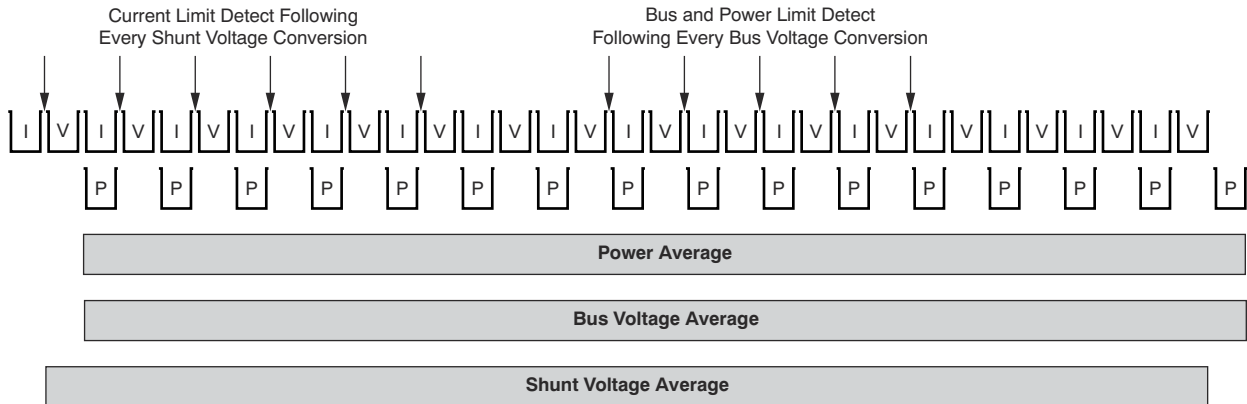 Current Limit Detect Following
Every Shunt Voltage Conversion
Bus and Power Limit Detect
Following Every Bus Voltage Conversion
I V I V I V I V I V I V I V I V I V I V I V I V I V I V I V I V
P P P P P P P P P P P P P P P P
Power Average
Bus Voltage Average
Shunt Voltage Average